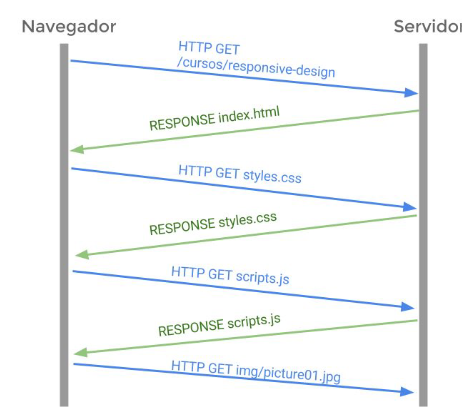 Navegador
Servidor
HTTP GET
/cursos/responsive-design
RESPONSE index.html
HTTP GET styles.css
RESPONSE styles.css
HTTP GET scripts.js
RESPONSE scripts.js
HTTP GET img/picture01.jpg